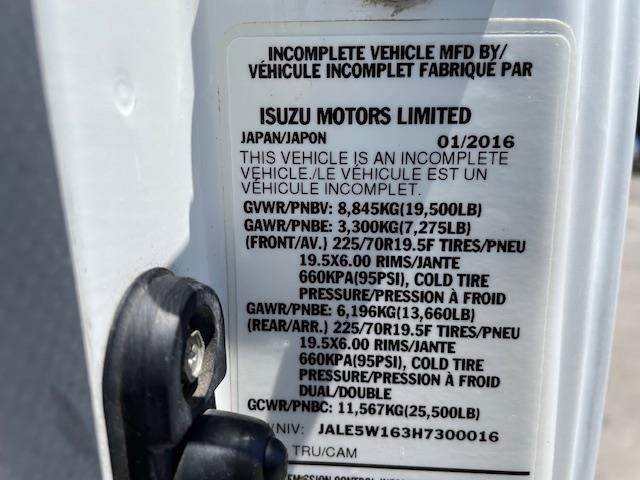 INCOMPLETE VEHICLE MFD BY/
VÉHICULE INCOMPLET FABRIQUÉ PAR
ISUZU MOTORS LIMITED
JAPAN/JAPON 01/2016
THIS VEHICLE IS AN INCOMPLETE
VEHICLE./LE VÉHICULE EST UN
VÉHICULE INCOMPLET.
GVWR/PNBV: 8,845KG(19,500LB)
GAWR/PNBE: 3,300KG(7,275LB)
(FRONT/AV.) 225/70R19.5F TIRES/PNEU
19.5X6.00 RIMS/JANTE
660KPA(95PSI), COLD TIRE
PRESSURE/PRESSION À FROID
GAWR/PNBE: 6,196KG(13,660LB)
(REAR/ARR.) 225/70R19.5F TIRES/PNEU
19.5X6.00 RIMS/JANTE
660KPA(95PSI), COLD TIRE
PRESSURE/PRESSION À FROID
DUAL/DOUBLE
GCWR/PNBC: 11,567KG(25,500LB)
/NIV: JALE5W163H7300016
TRU/CAM
EMISSION CONTROL